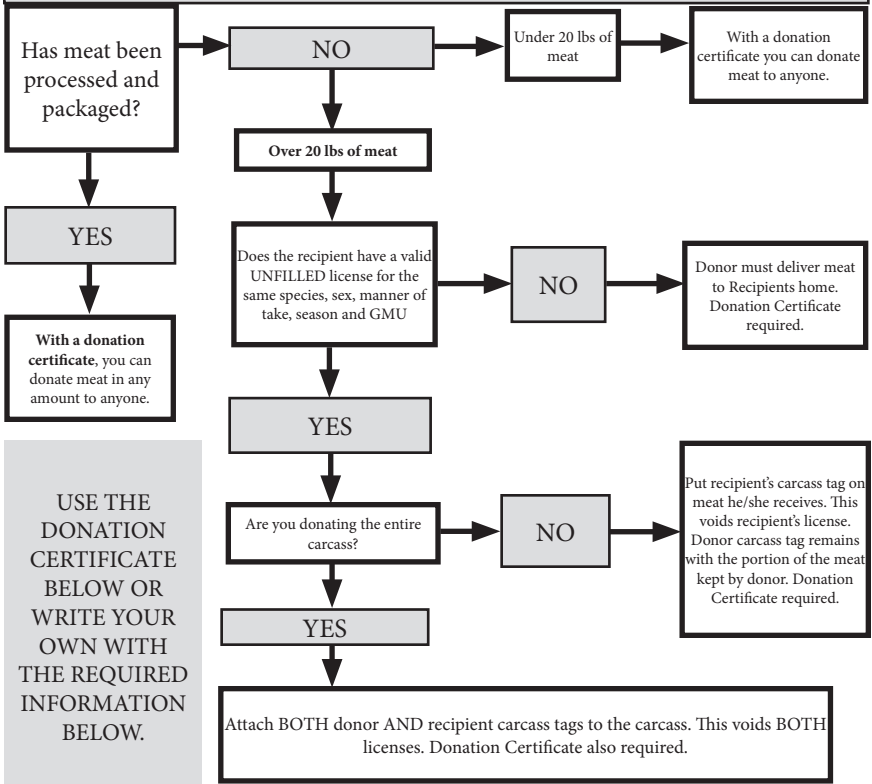 Has meat been
processed and
packaged?
NO
Under 20 lbs of
meat
With a donation
certificate you can donate
meat to anyone.
Over 20 lbs of meat
YES
Does the recipient have a valid
UNFILLED license for the
same species, sex, manner of
take, season and GMU
NO
Donor must deliver meat
to Recipients home.
Donation Certificate
required.
With a donation
certificate, you can
donate meat in any
amount to anyone.
YES
Are you donating the entire
carcass?
NO
Put recipient's carcass tag on
meat he/she receives. This
voids recipient's license.
Donor carcass tag remains
with the portion of the meat
kept by donor. Donation
Certificate required.
USE THE
DONATION
CERTIFICATE
BELOW OR
WRITE YOUR
OWN WITH
THE REQUIRED
INFORMATION
BELOW.
YES
Attach BOTH donor AND recipient carcass tags to the carcass. This voids BOTH
licenses. Donation Certificate also required.